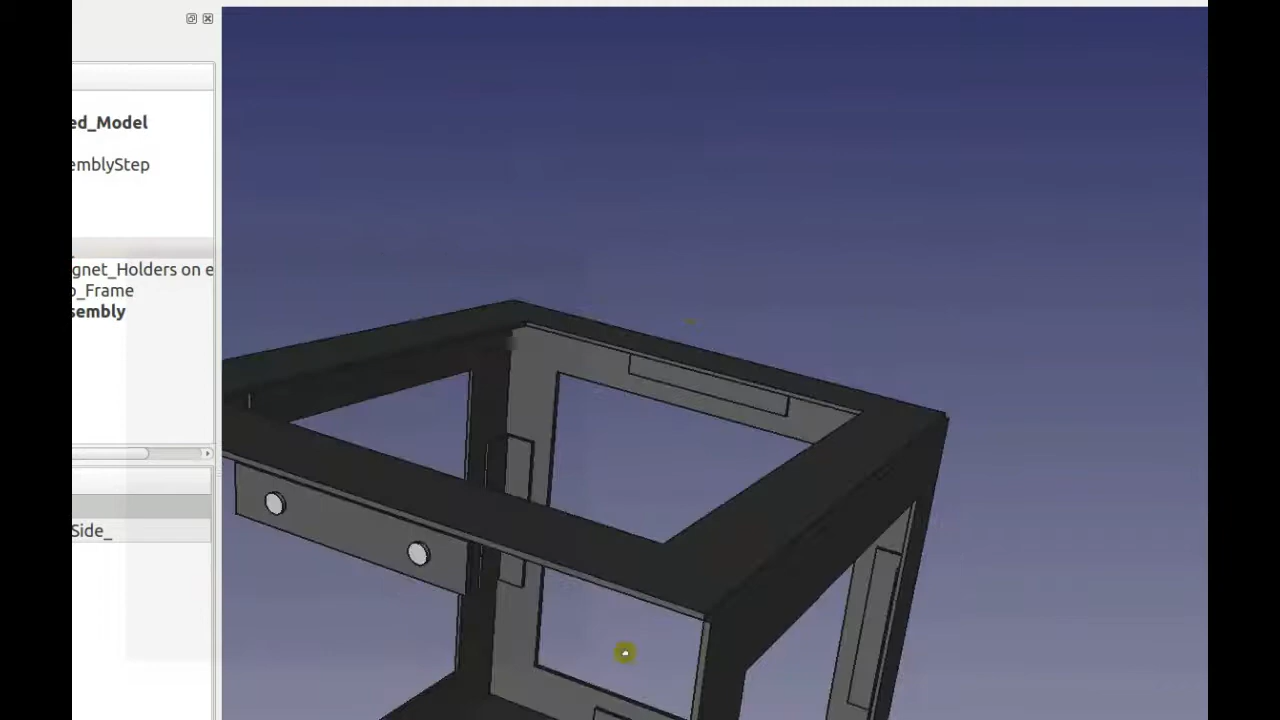 ed_Model
emblyStep
gnet_Holders on e
o_Frame
sembly
Side_